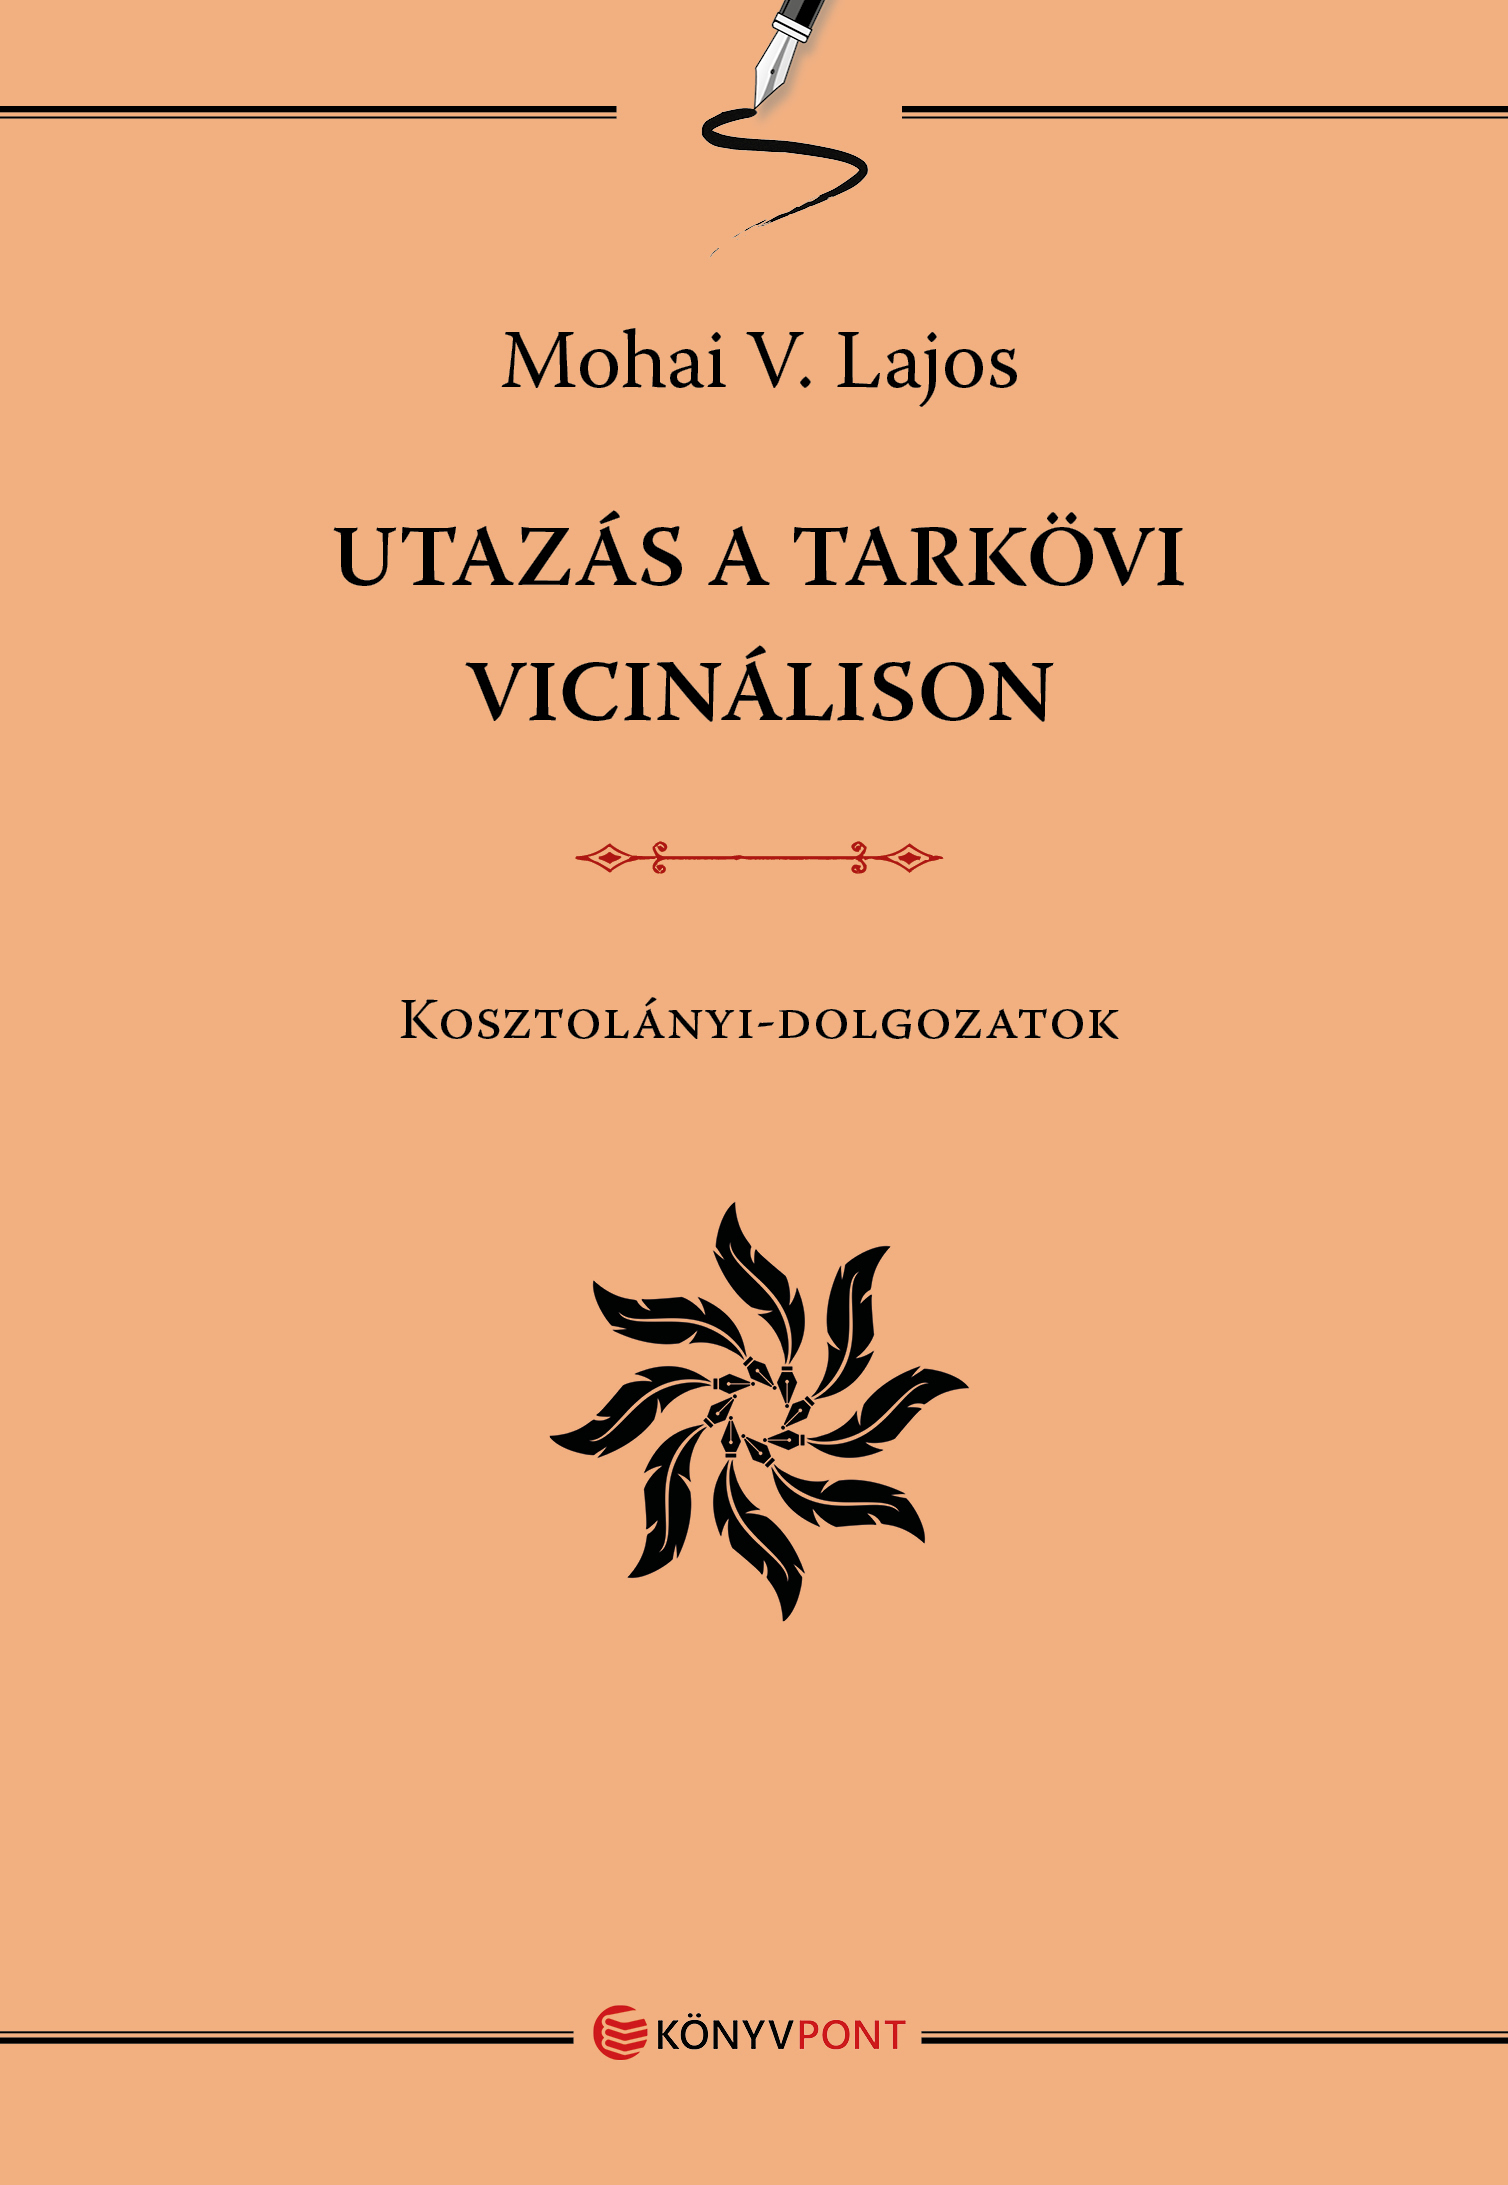 Mohai V. Lajos
UTAZÁS A TARKÖVI
VICINÁLISON
Kosztolányi-dolgozatok
KÖNYVPONT